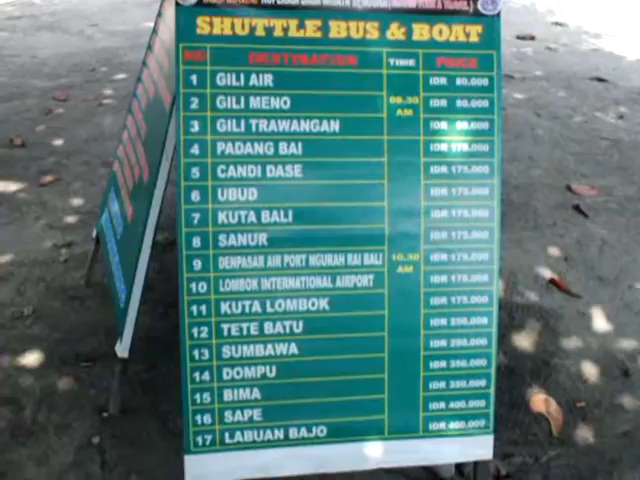 SHUTTLE BUS & BOAT
NO DESTINATION TIME PRICE
1 GILI AIR IDR 80.000
2 GILI MENO 08.30 AM IDR 80.000
3 GILI TRAWANGAN IDR
4 PADANG BAI IDR 175.000
5 CANDI DASE IDR 175.000
6 UBUD IDR 175.000
7 KUTA BALI IDR 175.000
8 SANUR IDR 175.000
9 DENPASAR AIR PORT NGURAH RAI BALI 10.30 AM IDR 175.000
10 LOMBOK INTERNATIONAL AIRPORT IDR 175.000
11 KUTA LOMBOK IDR 175.000
12 TETE BATU IDR 250.000
13 SUMBAWA IDR 250.000
14 DOMPU IDR 350.000
15 BIMA IDR 350.000
16 SAPE IDR 400.000
17 LABUAN BAJO IDR 400.000